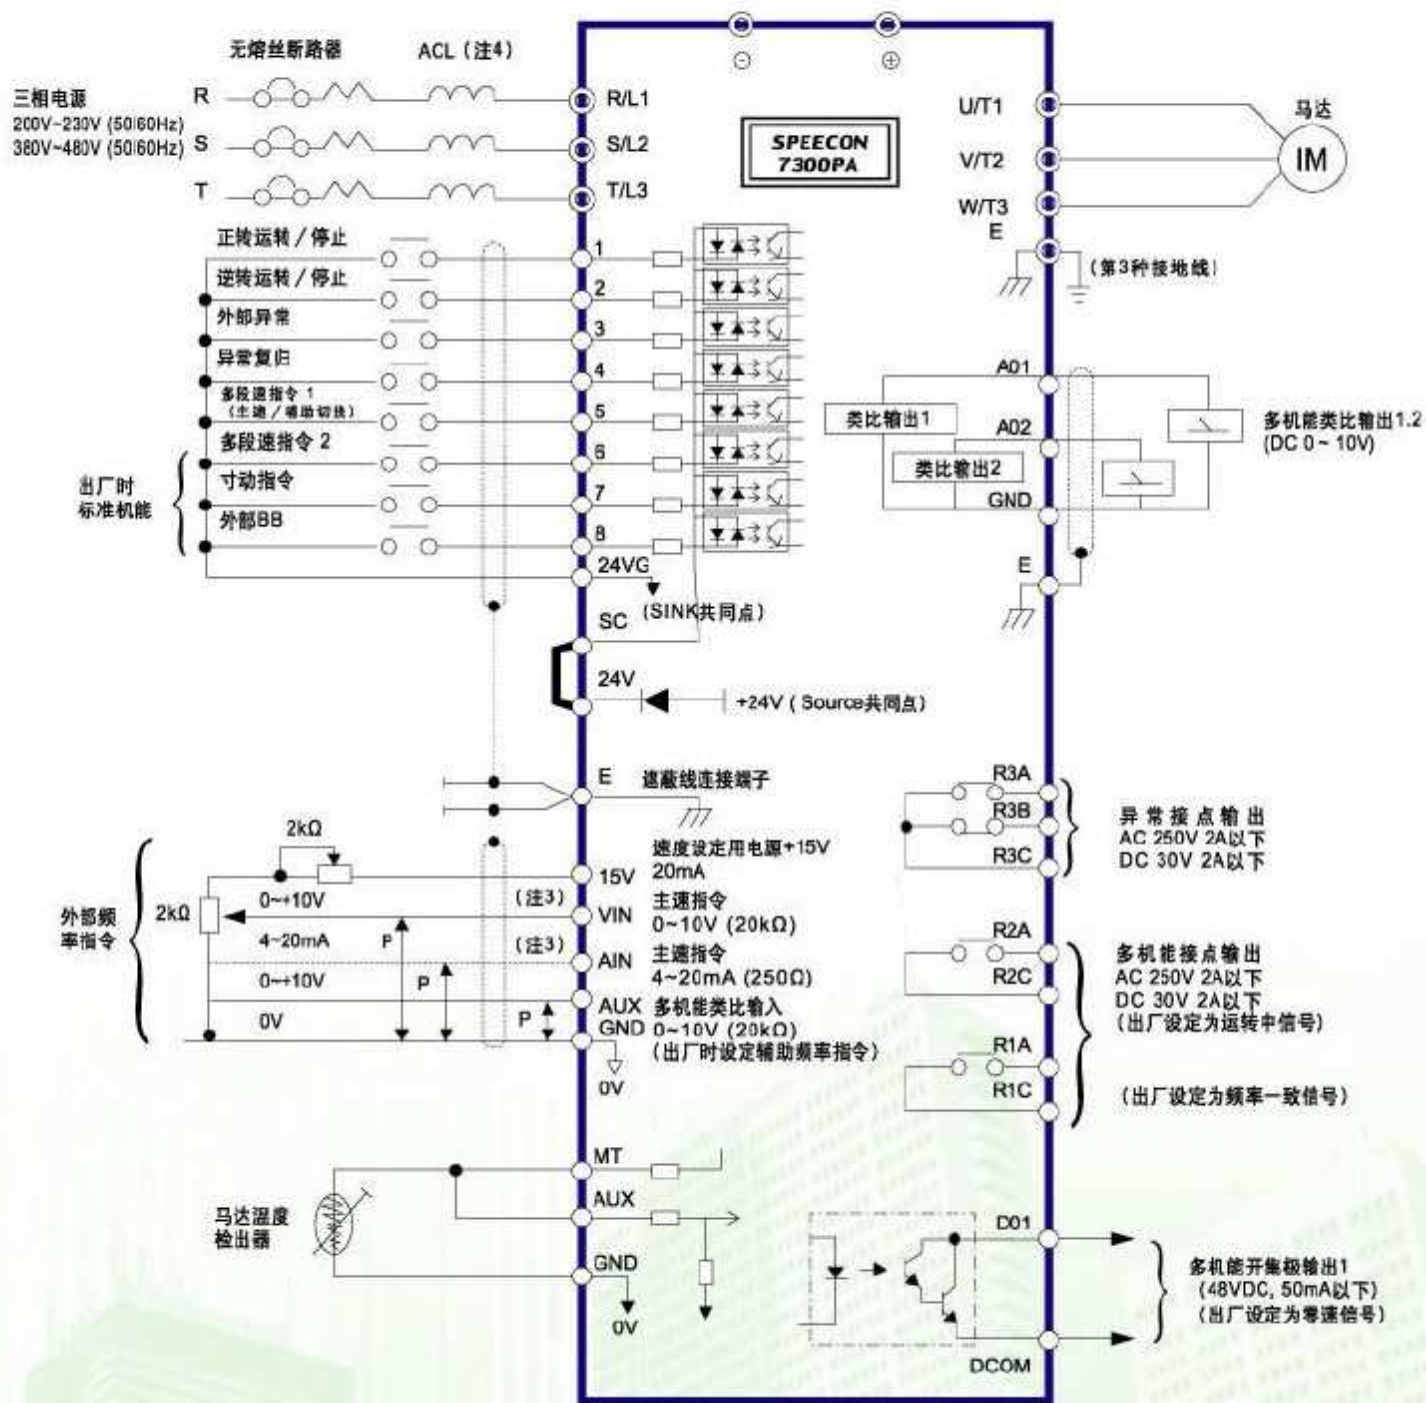 无熔丝断路器
ACL（注4）
三相电源
200V~230V (50/60Hz)
380V~480V (50/60Hz)
R
S
T
R/L1
S/L2
T/L3
⊖
⊕
SPEECON
7300PA
U/T1
V/T2
W/T3
E
马达
IM
(第3种接地线)
正转运转／停止
1
逆转运转／停止
2
外部异常
3
异常复归
4
多段速指令 1
(主速／辅助切换)
5
多段速指令 2
6
寸动指令
7
外部BB
8
出厂时
标准机能
24VG
(SINK共同点)
SC
24V
+24V ( Source共同点)
A01
类比输出1
A02
类比输出2
GND
E
多机能类比输出1.2
(DC 0 ~ 10V)
E
遮蔽线连接端子
外部频
率指令
2kΩ
2kΩ
15V
速度设定用电源+15V
20mA
0~+10V
(注3)
VIN
主速指令
0~10V (20kΩ)
4~20mA
P
(注3)
AIN
主速指令
4~20mA (250Ω)
0~+10V
P
AUX
多机能类比输入
0V
P
GND
0~10V (20kΩ)
(出厂时设定辅助频率指令)
0V
R3A
R3B
R3C
异常接点输出
AC 250V 2A以下
DC 30V 2A以下
R2A
R2C
多机能接点输出
AC 250V 2A以下
DC 30V 2A以下
(出厂设定为运转中信号)
R1A
R1C
(出厂设定为频率一致信号)
马达温度
检出器
MT
AUX
GND
0V
D01
DCOM
多机能开集极输出1
(48VDC, 50mA以下)
(出厂设定为零速信号)